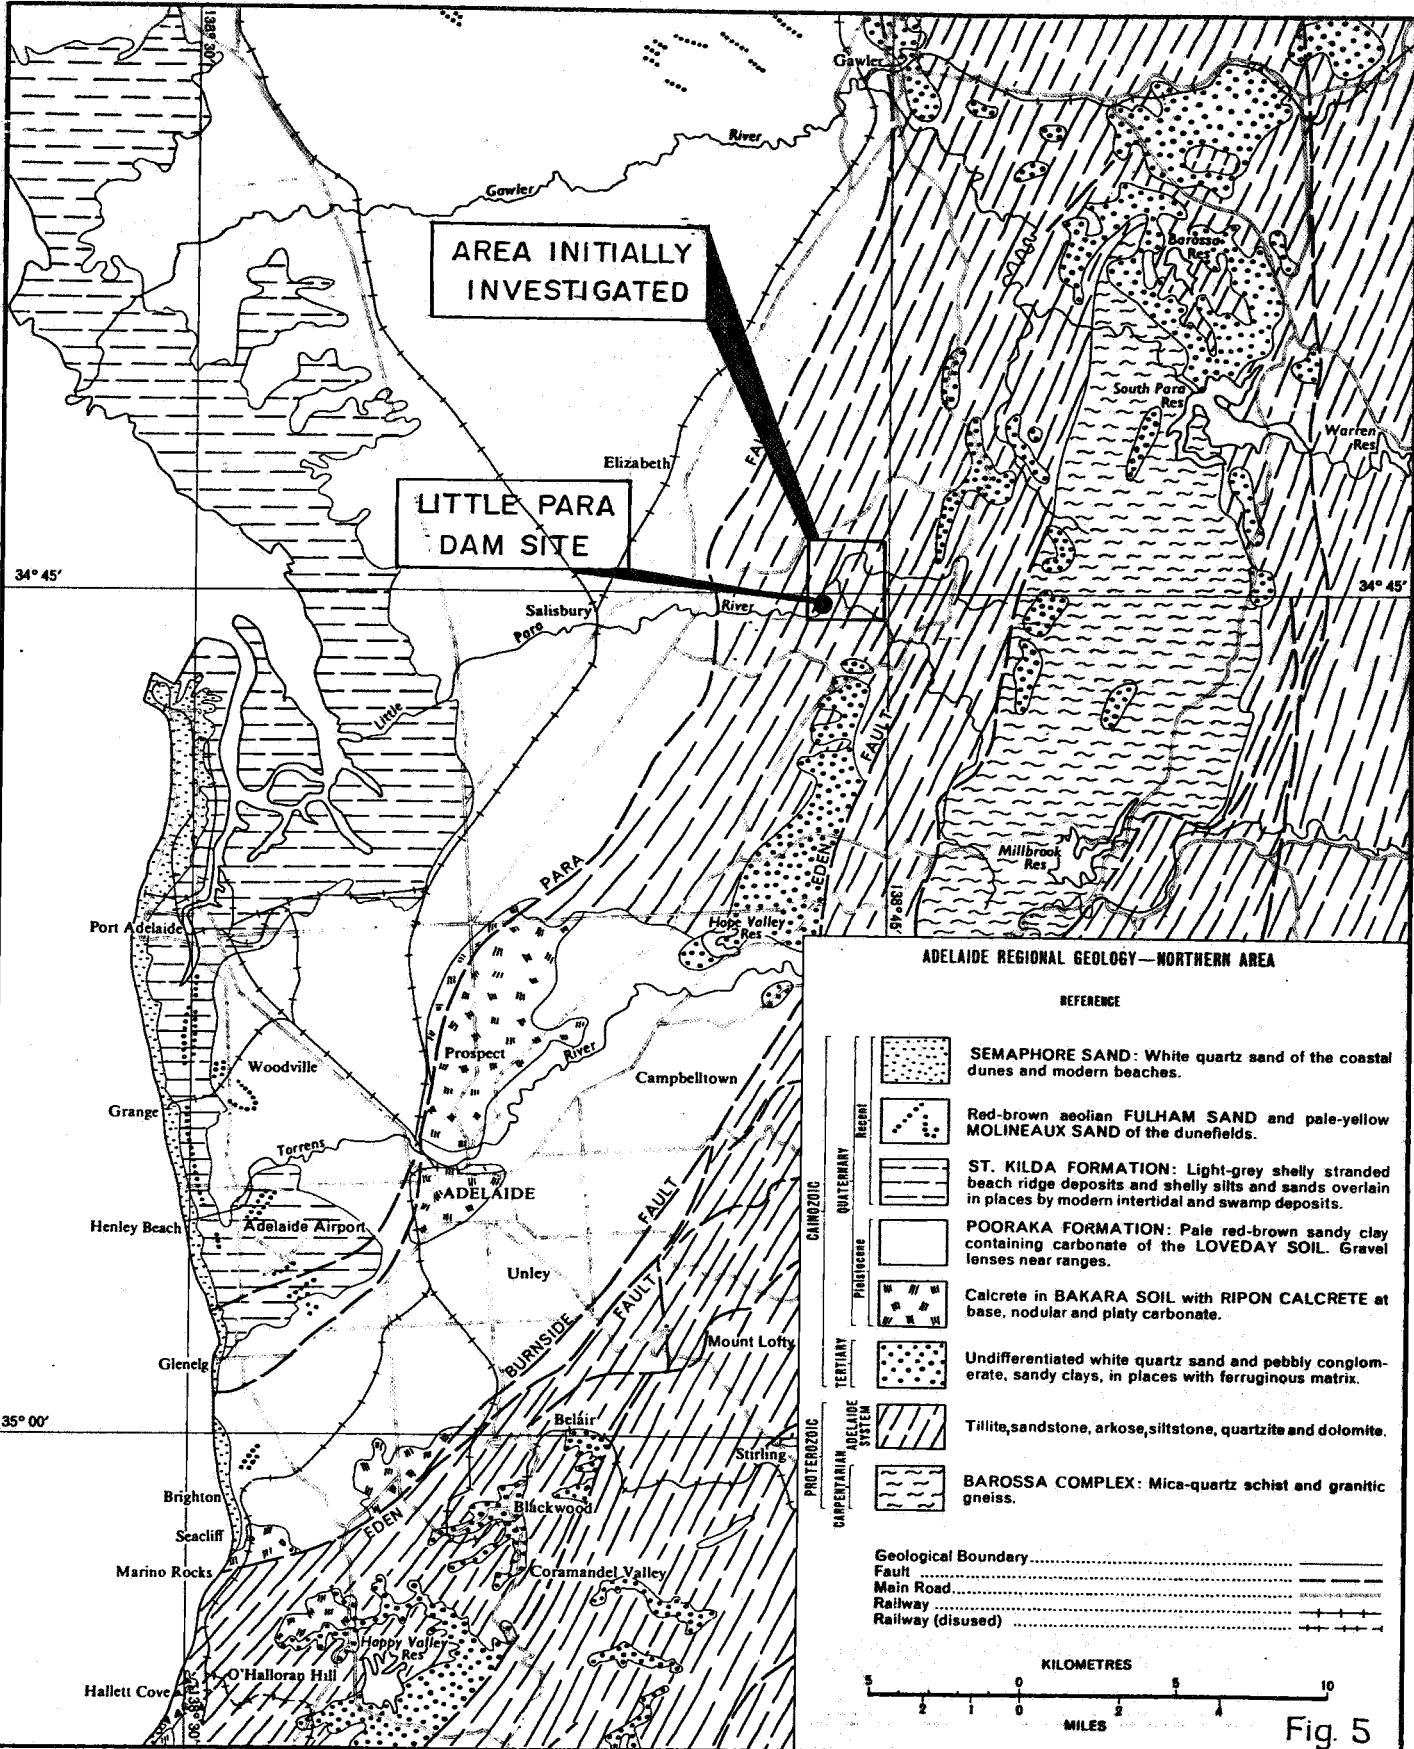 138° 30'
Gawler
River
Gawler
AREA INITIALLY
INVESTIGATED
Barossa
Res
South Para
Res
Warren
Res
FAU
Elizabeth
LITTLE PARA
DAM SITE
34° 45'
34° 45'
Salisbury
River
Para
Little
FAULT
EDEN
PARA
Millbrook
Res
138° 45'
Hope Valley
Res
Port Adelaide
Prospect
River
Woodville
Campbelltown
Grange
Torrens
ADELAIDE
FAULT
Henley Beach
Adelaide Airport
Unley
FAULT
BURNSIDE
Mount Lofty
Glenelg
35° 00'
Belair
Stirling
Brighton
Blackwood
EDEN
Seacliff
Marino Rocks
Coramandel Valley
Happy Valley
Res
O'Halloran Hill
Hallett Cove
138° 30'
ADELAIDE REGIONAL GEOLOGY—NORTHERN AREA
REFERENCE
CAINOZOIC
QUATERNARY
Recent
Pleistocene
TERTIARY
PROTEROZOIC
ADELAIDE
SYSTEM
CARPENTARIAN
SEMAPHORE SAND: White quartz sand of the coastal
dunes and modern beaches.
Red-brown aeolian FULHAM SAND and pale-yellow
MOLINEAUX SAND of the dunefields.
ST. KILDA FORMATION: Light-grey shelly stranded
beach ridge deposits and shelly silts and sands overlain
in places by modern intertidal and swamp deposits.
POORAKA FORMATION: Pale red-brown sandy clay
containing carbonate of the LOVEDAY SOIL. Gravel
lenses near ranges.
Calcrete in BAKARA SOIL with RIPON CALCRETE at
base, nodular and platy carbonate.
Undifferentiated white quartz sand and pebbly conglom-
erate, sandy clays, in places with ferruginous matrix.
Tillite, sandstone, arkose, siltstone, quartzite and dolomite.
BAROSSA COMPLEX: Mica-quartz schist and granitic
gneiss.
Geological Boundary
Fault
Main Road
Railway
Railway (disused)
KILOMETRES
5 0 5 10
2 1 0 2 4
MILES
Fig. 5